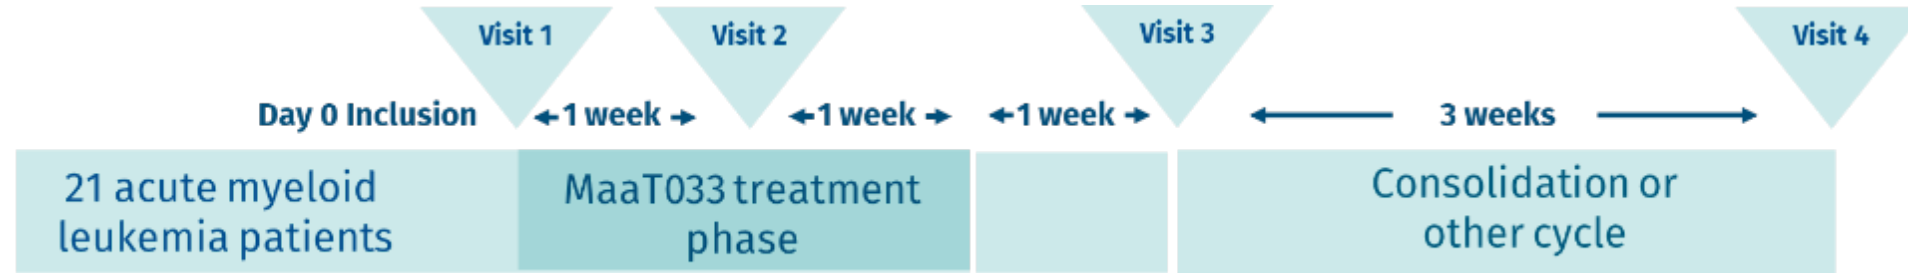 Visit 1
Visit 2
Visit 3
Visit 4
Day 0 Inclusion
1 week
1 week
1 week
3 weeks
21 acute myeloid
leukemia patients
MaaT033 treatment
phase
Consolidation or
other cycle